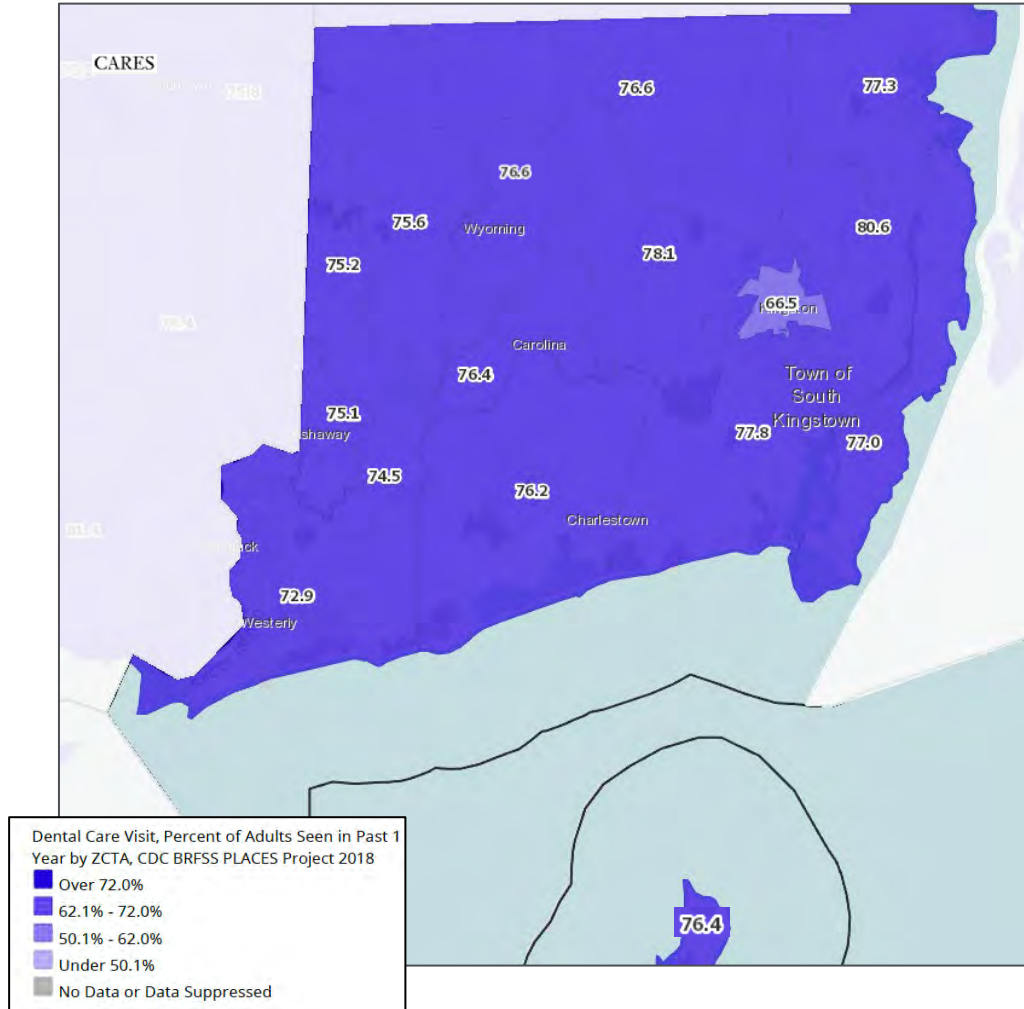 CARES
76.6
77.3
75.8
76.6
75.6
Wyoming
80.6
78.1
75.2
66.5
Carolina
76.4
Town of
South
Kingstown
75.1
shaway
77.8
77.0
74.5
76.2
Charlestown
72.9
Westerly
76.4
Dental Care Visit, Percent of Adults Seen in Past 1
Year by ZCTA, CDC BRFSS PLACES Project 2018
Over 72.0%
62.1% - 72.0%
50.1% - 62.0%
Under 50.1%
No Data or Data Suppressed